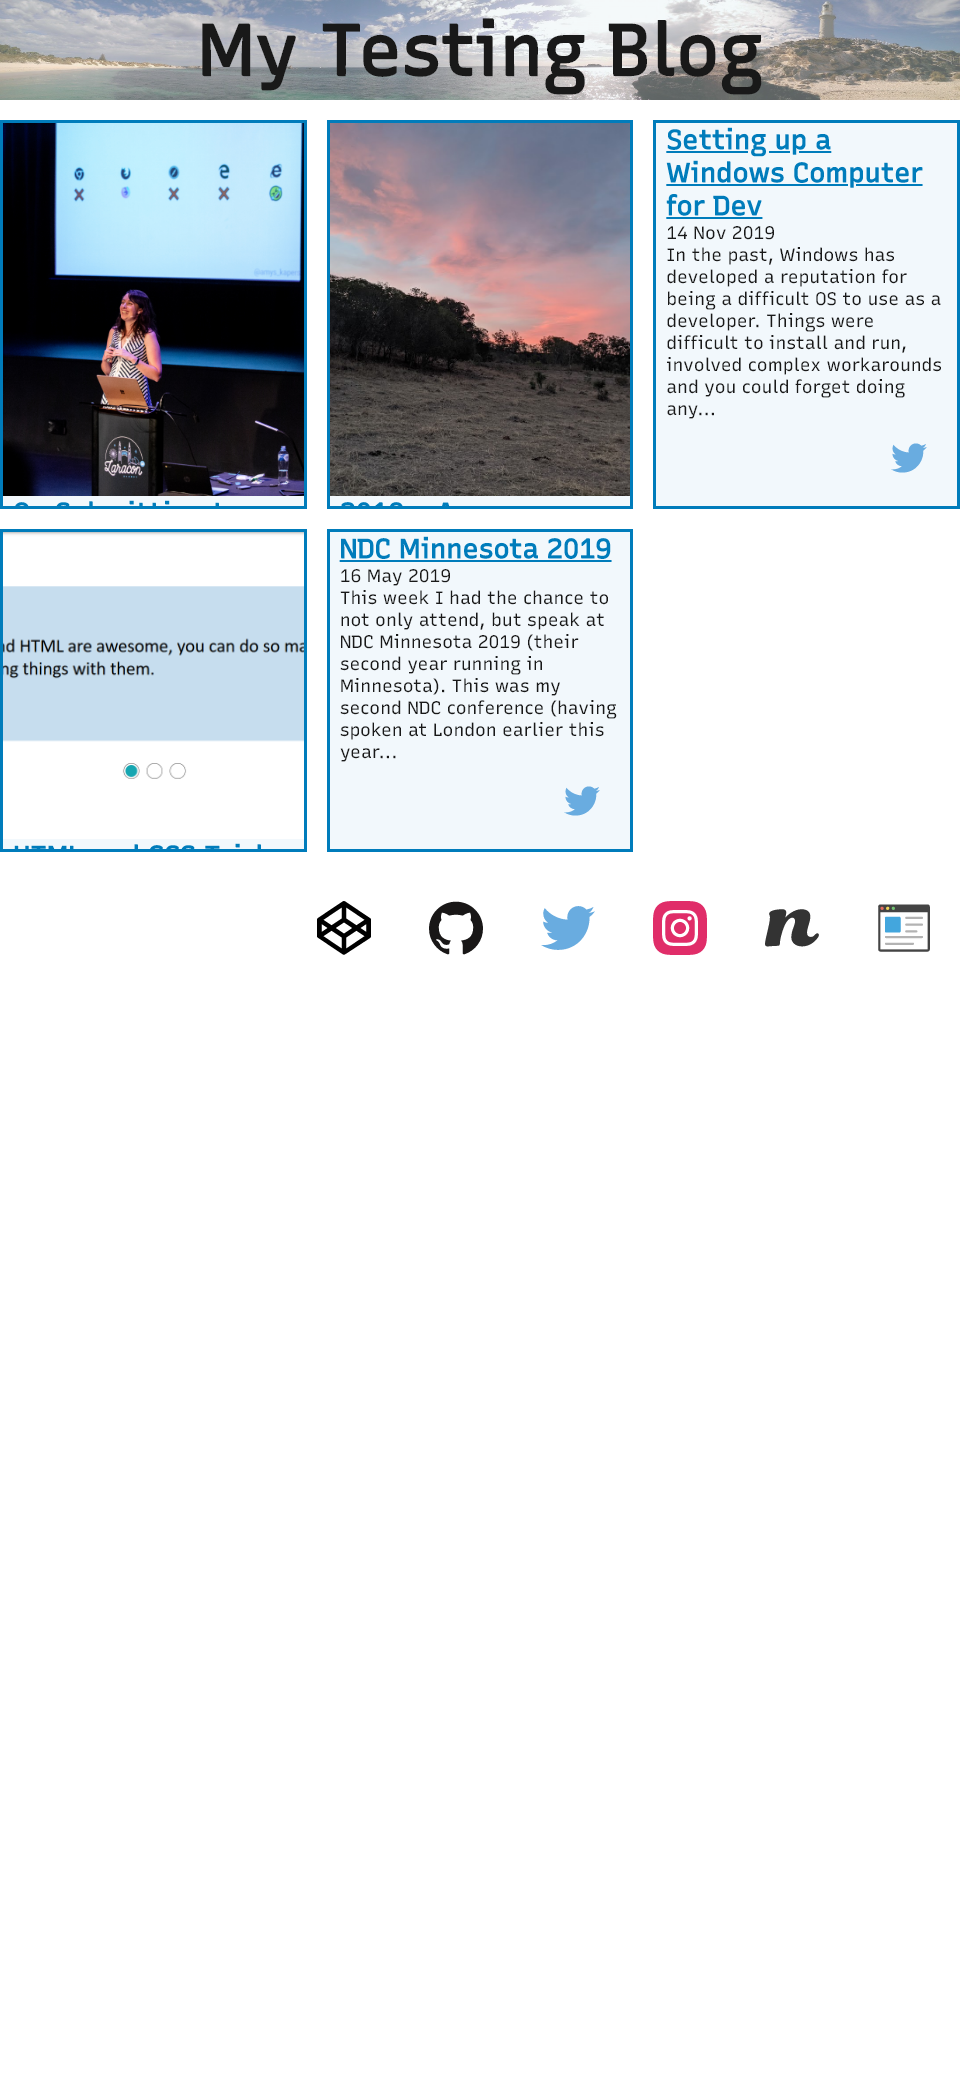 My Testing Blog
Laracon
Setting up a
Windows Computer
for Dev
14 Nov 2019
In the past, Windows has
developed a reputation for
being a difficult OS to use as a
developer. Things were
difficult to install and run,
involved complex workarounds
and you could forget doing
any...
nd HTML are awesome, you can do so ma
ng things with them.
NDC Minnesota 2019
16 May 2019
This week I had the chance to
not only attend, but speak at
NDC Minnesota 2019 (their
second year running in
Minnesota). This was my
second NDC conference (having
spoken at London earlier this
year...